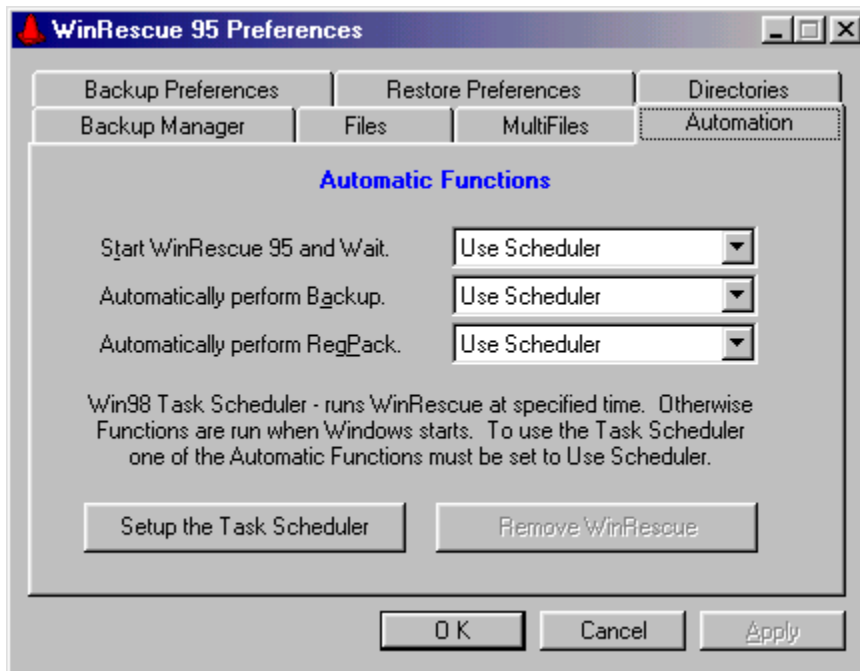 WinRescue 95 Preferences
Backup Preferences
Restore Preferences
Directories
Backup Manager
Files
MultiFiles
Automation
Automatic Functions
Start WinRescue 95 and Wait.
Use Scheduler
Automatically perform Backup.
Use Scheduler
Automatically perform RegPack.
Use Scheduler
Win98 Task Scheduler - runs WinRescue at specified time. Otherwise
Functions are run when Windows starts. To use the Task Scheduler
one of the Automatic Functions must be set to Use Scheduler.
Setup the Task Scheduler
Remove WinRescue
O K
Cancel
Apply